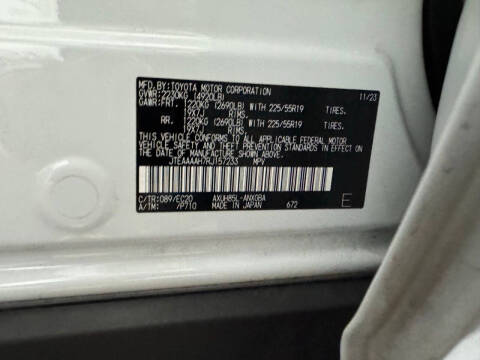 MFD.BY:TOYOTA MOTOR CORPORATION 11/23
GVWR:2230KG (4920LB)
GAWR:FRT. 1220KG (2690LB) WITH 225/55R19 TIRES,
19X7J RIMS,
RR. 1220KG (2690LB) WITH 225/55R19 TIRES,
19X7J RIMS,
THIS VEHICLE CONFORMS TO ALL APPLICABLE FEDERAL MOTOR
VEHICLE SAFETY AND THEFT PREVENTION STANDARDS IN EFFECT
ON THE DATE OF MANUFACTURE SHOWN ABOVE.
JTEAAAAH7RJ157233 MPV
C/TR:089/EC20 AXUH85L-ANXGBA
A/TM: /P710 MADE IN JAPAN 672 E